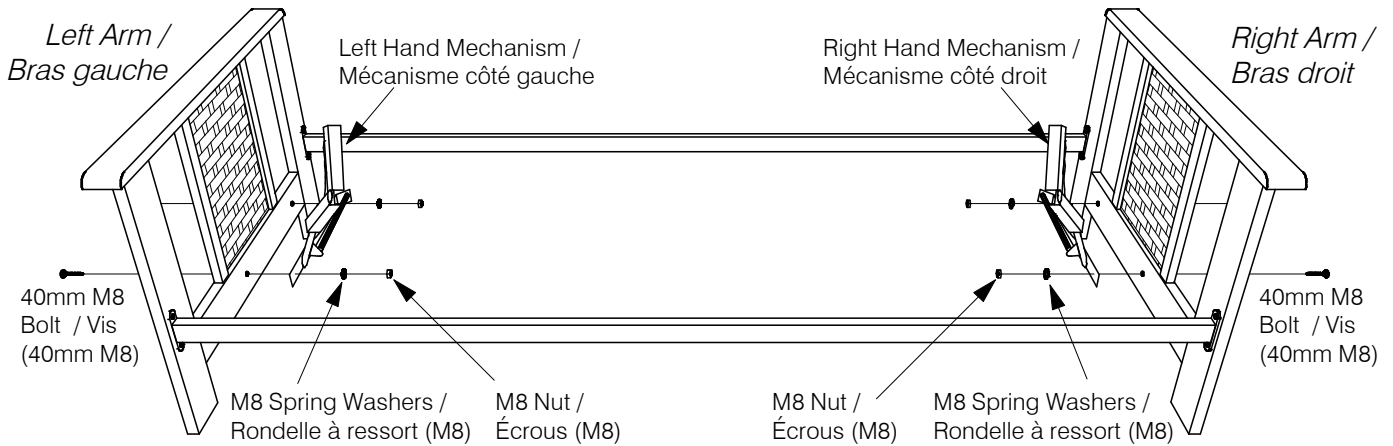 Left Arm /
Bras gauche
Left Hand Mechanism /
Mécanisme côté gauche
Right Hand Mechanism /
Mécanisme côté droit
Right Arm /
Bras droit
40mm M8
Bolt / Vis
(40mm M8)
M8 Spring Washers /
Rondelle à ressort (M8)
M8 Nut /
Écrous (M8)
M8 Nut /
Écrous (M8)
M8 Spring Washers /
Rondelle à ressort (M8)
40mm M8
Bolt / Vis
(40mm M8)